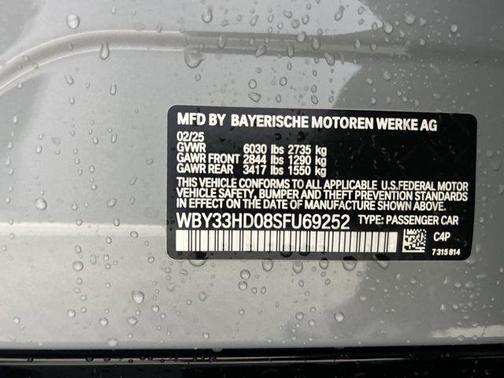 MFD BY BAYERISCHE MOTOREN WERKE AG
02/25
GVWR 6030 lbs 2735 kg
GAWR FRONT 2844 lbs 1290 kg
GAWR REAR 3417 lbs 1550 kg
THIS VEHICLE CONFORMS TO ALL APPLICABLE U.S. FEDERAL MOTOR
VEHICLE SAFETY, BUMPER AND THEFT PREVENTION STANDARDS
IN EFFECT ON THE DATE OF MANUFACTURE SHOWN ABOVE.
WBY33HD08SFU69252 TYPE: PASSENGER CAR
C4P
7 315 814